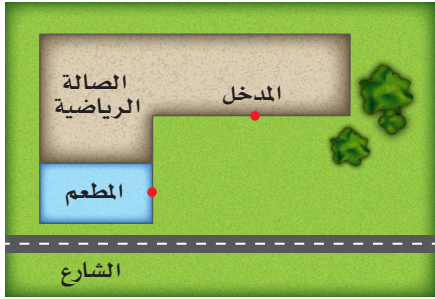 الصالة
الرياضية
المدخل
المطعم
الشارع